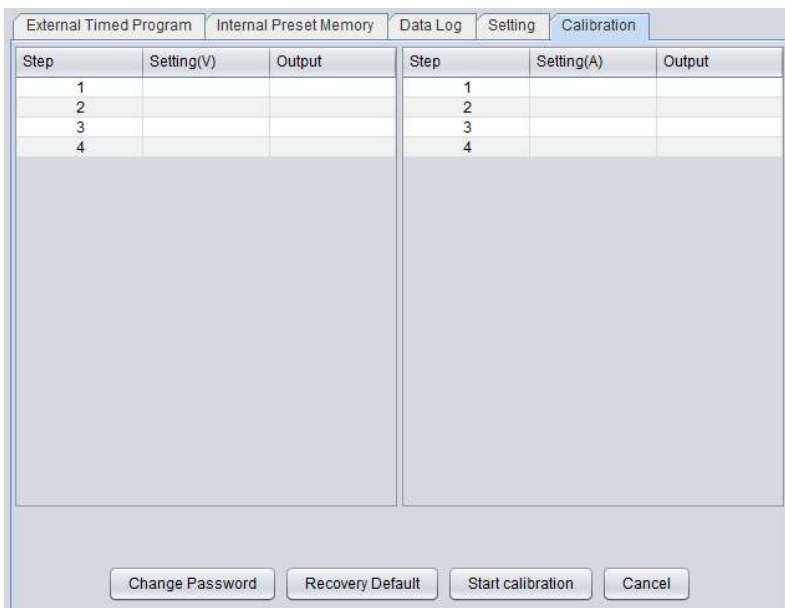 External Timed Program Internal Preset Memory Data Log Setting Calibration
Step Setting(V) Output Step Setting(A) Output
1 1
2 2
3 3
4 4
Change Password Recovery Default Start calibration Cancel